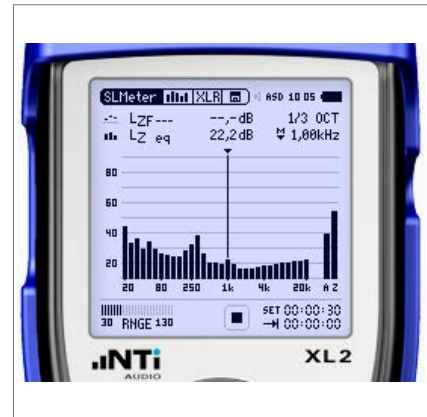 SLMeter XLR ASD 10 05
LZF--- --,-dB 1/3 OCT
LZ eq 22,2dB 1,00kHz
80
60
40
20
20 80 250 1k 4k 20k A Z
SET 00:00:30
30 RNGE 130 00:00:00
NTi XL2
AUDIO